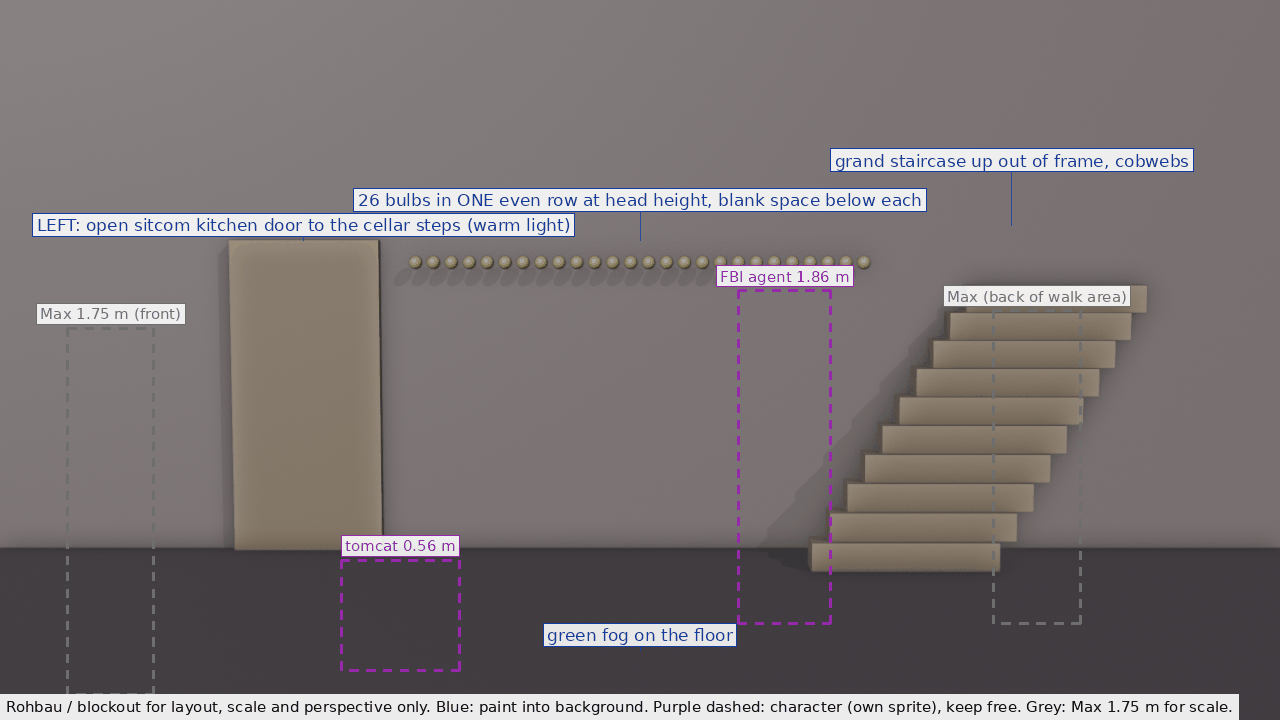 grand staircase up out of frame, cobwebs
26 bulbs in ONE even row at head height, blank space below each
LEFT: open sitcom kitchen door to the cellar steps (warm light)
FBI agent 1.86 m
Max (back of walk area)
Max 1.75 m (front)
tomcat 0.56 m
green fog on the floor
Rohbau / blockout for layout, scale and perspective only. Blue: paint into background. Purple dashed: character (own sprite), keep free. Grey: Max 1.75 m for scale.